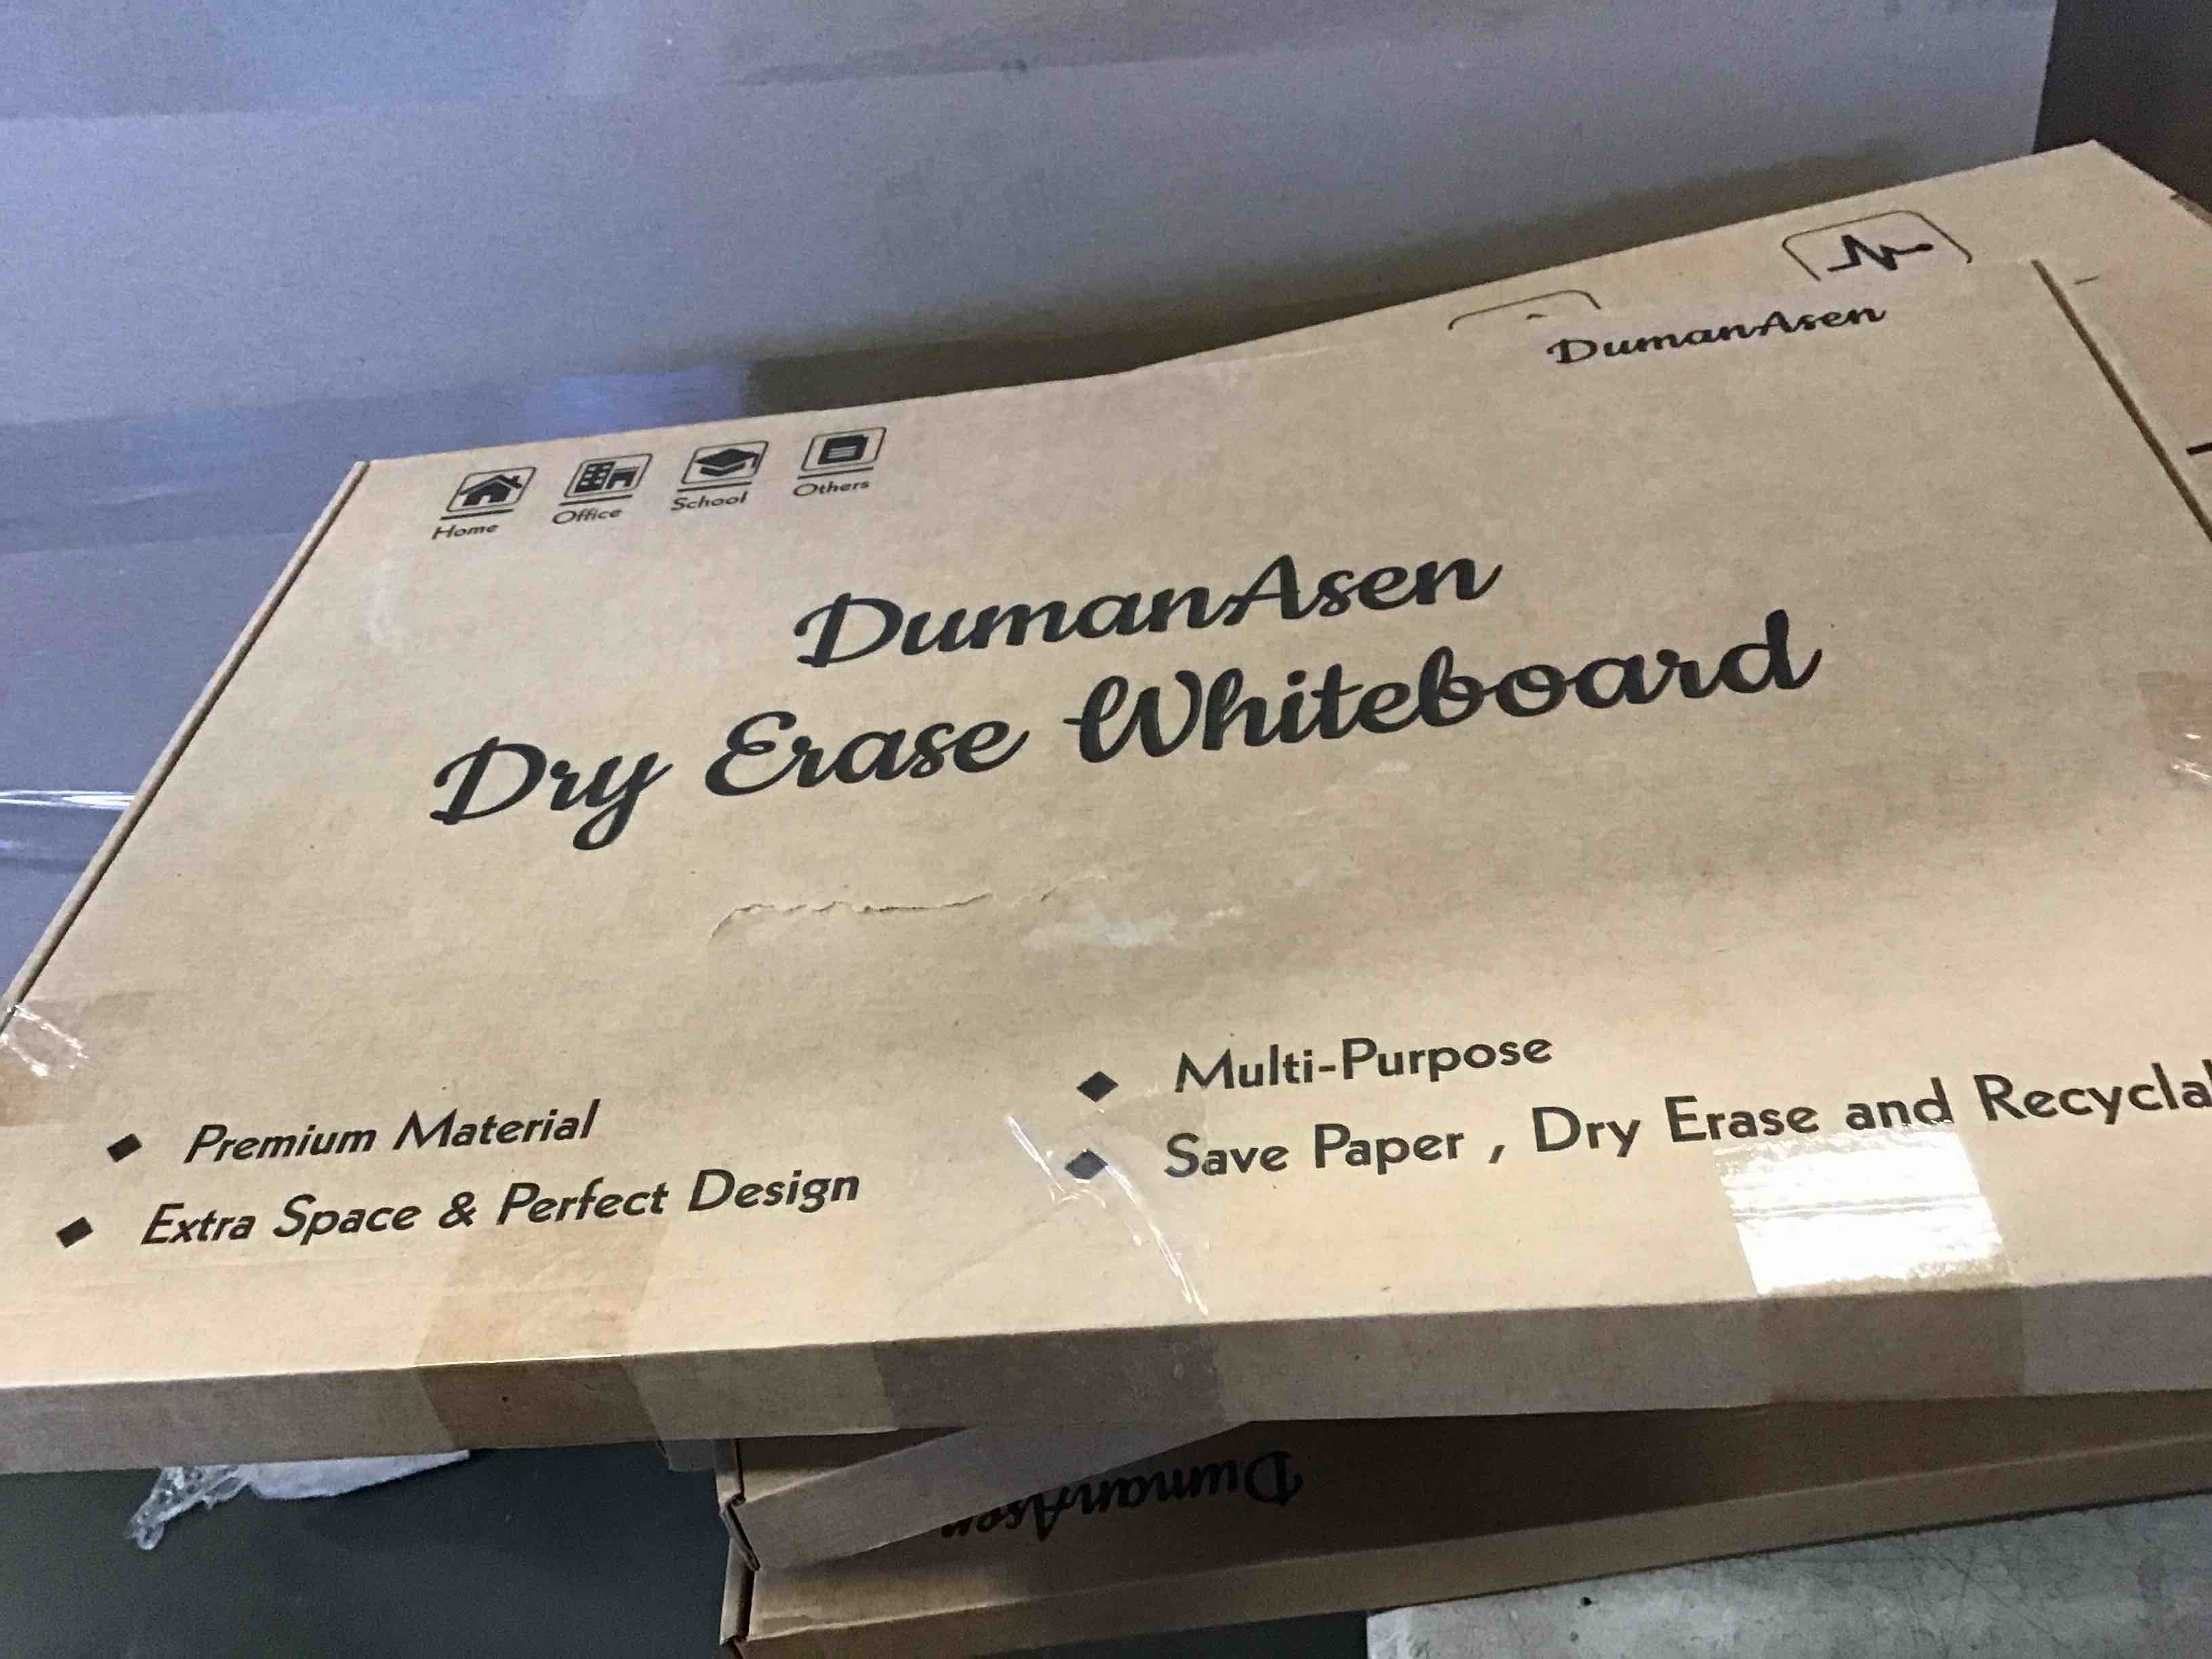 DumanAsen
Home Office School Others
DumanAsen
Dry Erase Whiteboard
Premium Material
Extra Space & Perfect Design
Multi-Purpose
Save Paper , Dry Erase and Recycla
DumanAsen